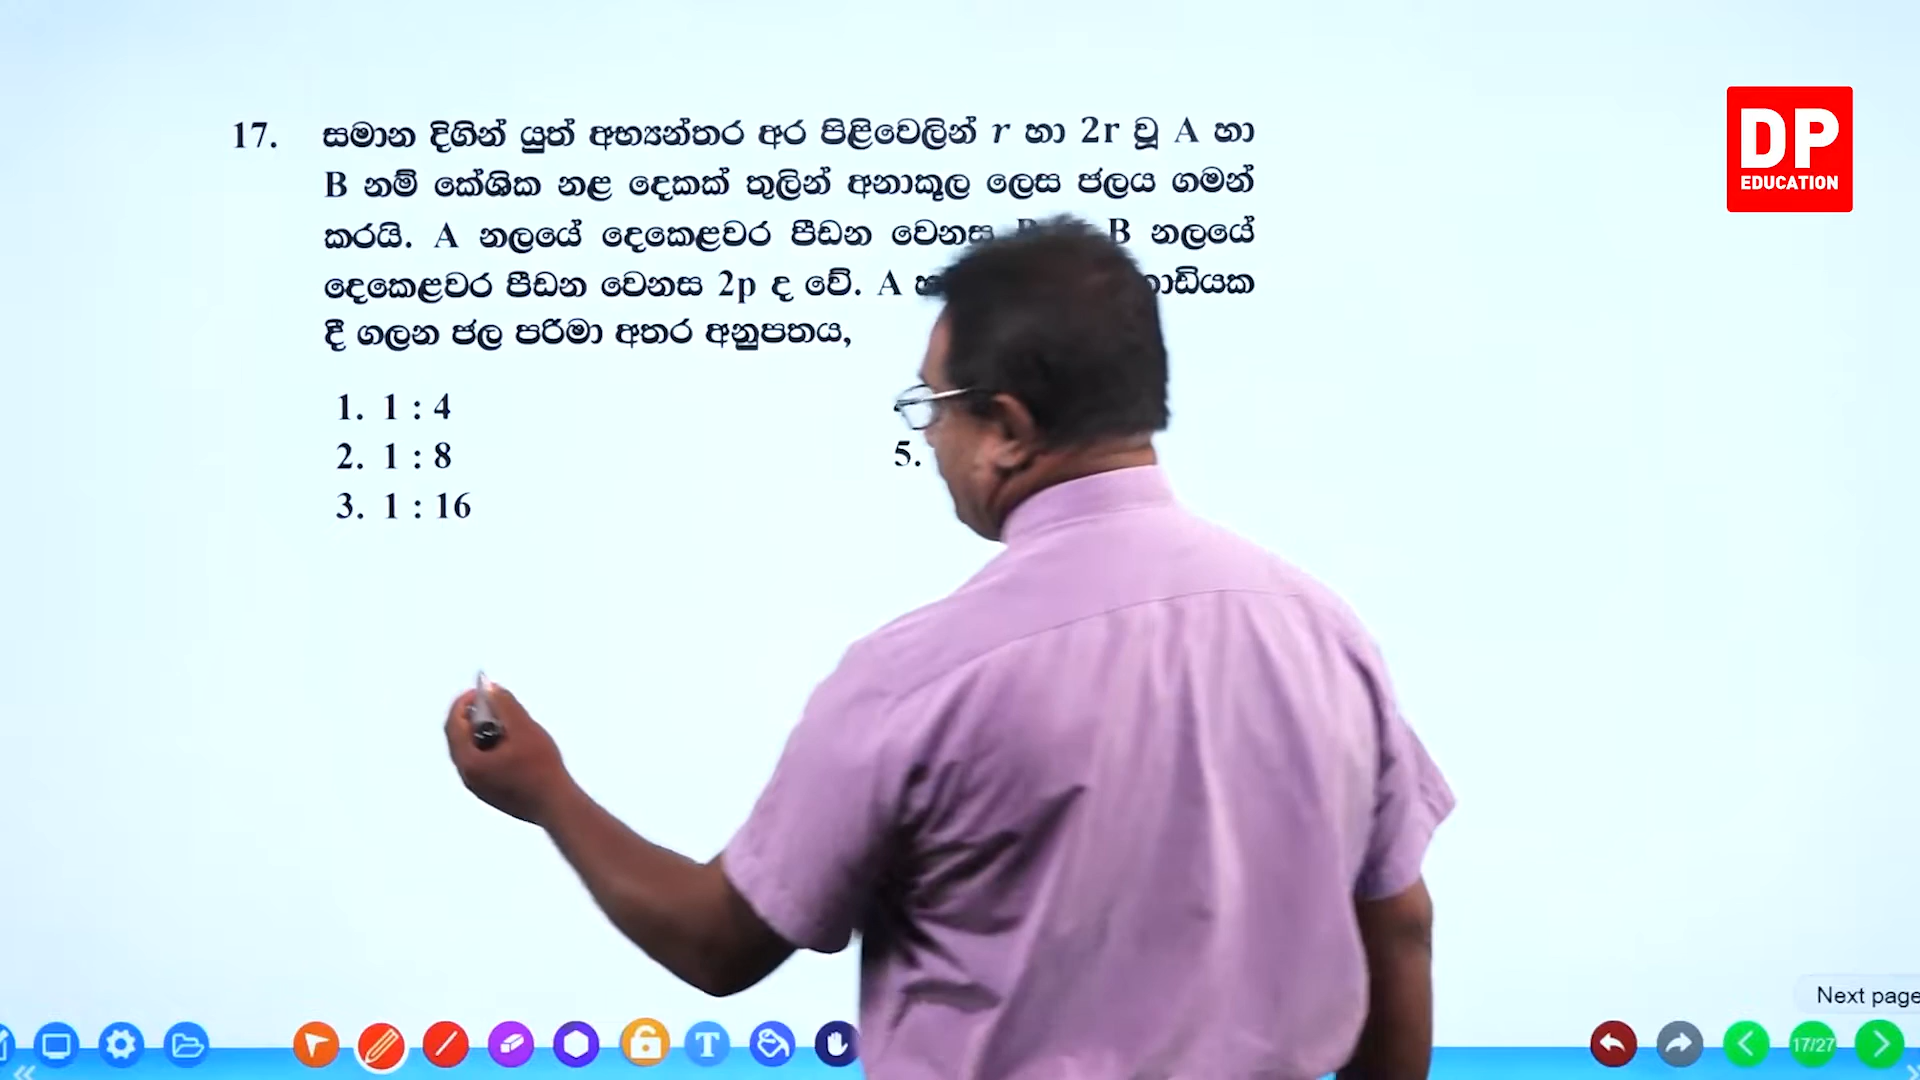 DP
EDUCATION
17. සමාන දිගින් යුත් අභ්‍යන්තර අර පිළිවෙලින් r හා 2r වූ A හා
B නම් කේශික නළ දෙකක් තුලින් අනාකූල ලෙස ජලය ගමන්
කරයි. A නලයේ දෙකෙළවර පීඩන වෙනස B නලයේ
දෙකෙළවර පීඩන වෙනස 2p ද වේ. A
දී ගලන ජල පරිමා අතර අනුපතය,
1. 1 : 4
2. 1 : 8
3. 1 : 16
5.
Next page
17/27
T